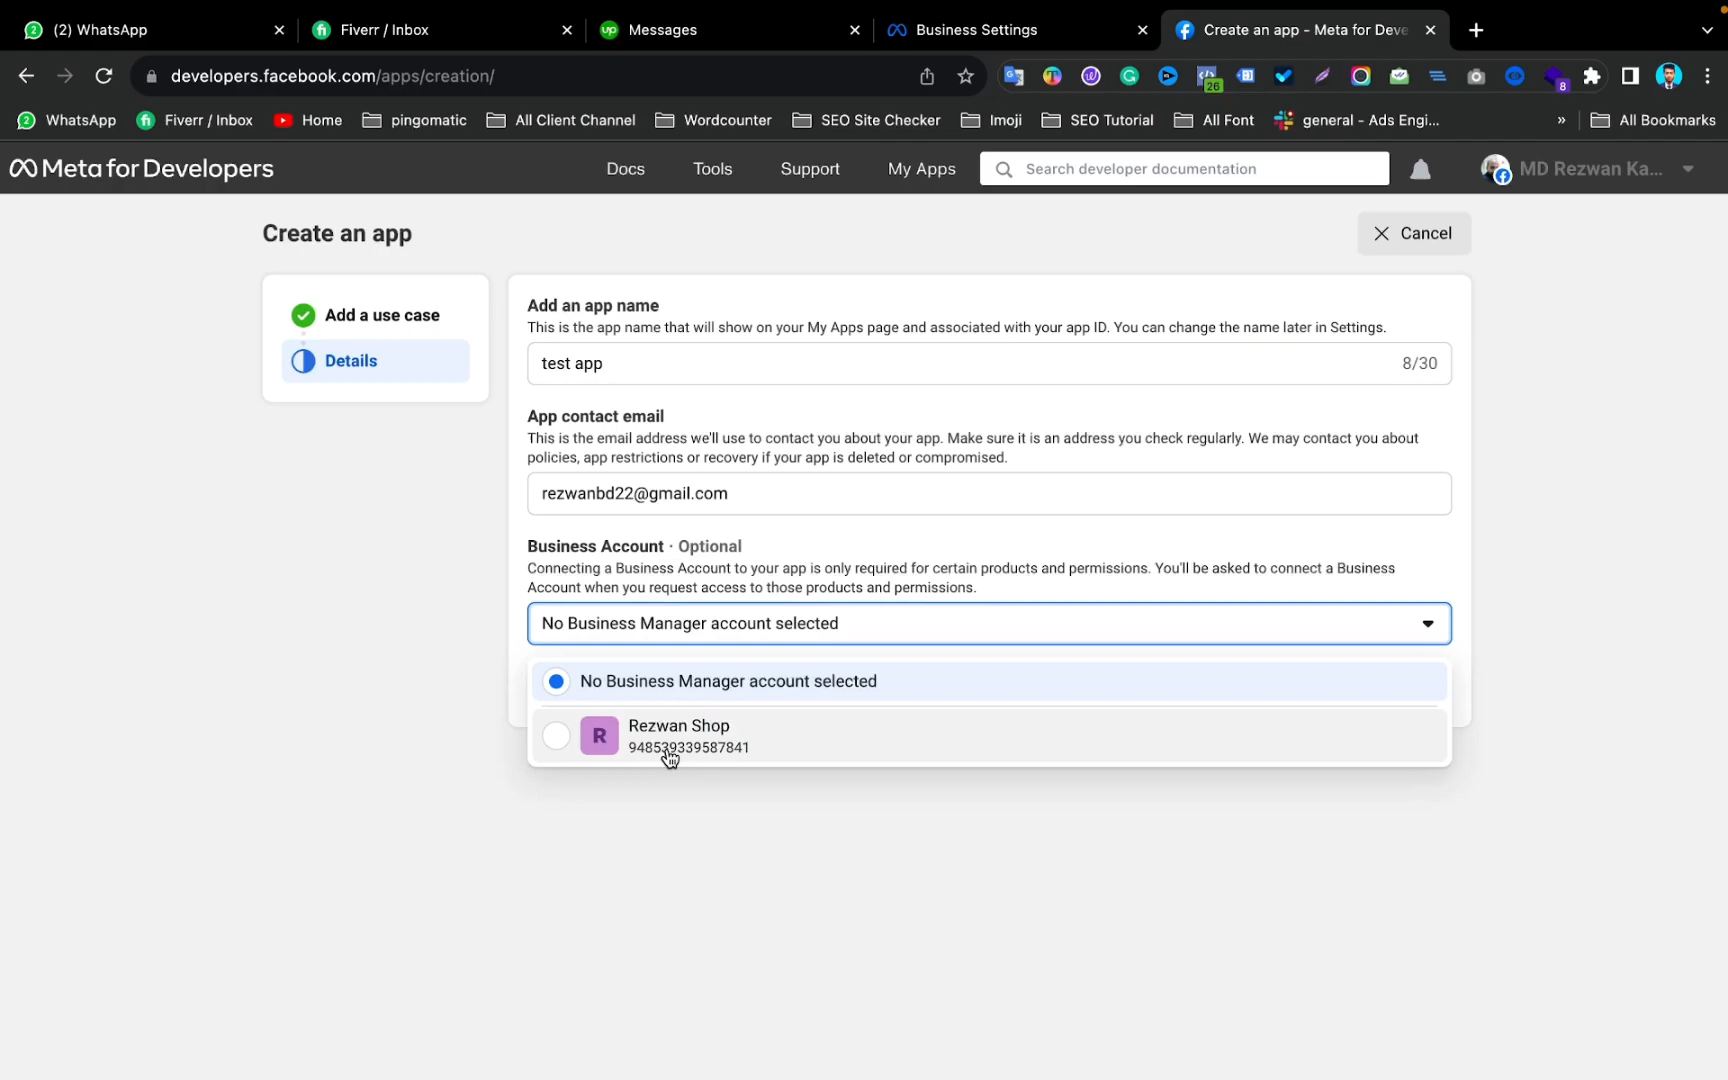 (2) WhatsApp
Fiverr / Inbox
up
Messages
Business Settings
Create an app - Meta for Deve
developers.facebook.com/apps/creation/
26
8
WhatsApp
Fiverr / Inbox
Home
pingomatic
All Client Channel
Wordcounter
SEO Site Checker
Imoji
SEO Tutorial
All Font
general - Ads Engi...
»
All Bookmarks
Meta for Developers
Docs
Tools
Support
My Apps
Search developer documentation
MD Rezwan Ka...
Create an app
Cancel
Add a use case
Details
Add an app name
This is the app name that will show on your My Apps page and associated with your app ID. You can change the name later in Settings.
test app
8/30
App contact email
This is the email address we'll use to contact you about your app. Make sure it is an address you check regularly. We may contact you about
policies, app restrictions or recovery if your app is deleted or compromised.
rezwanbd22@gmail.com
Business Account · Optional
Connecting a Business Account to your app is only required for certain products and permissions. You'll be asked to connect a Business
Account when you request access to those products and permissions.
No Business Manager account selected
No Business Manager account selected
R
Rezwan Shop
948539339587841